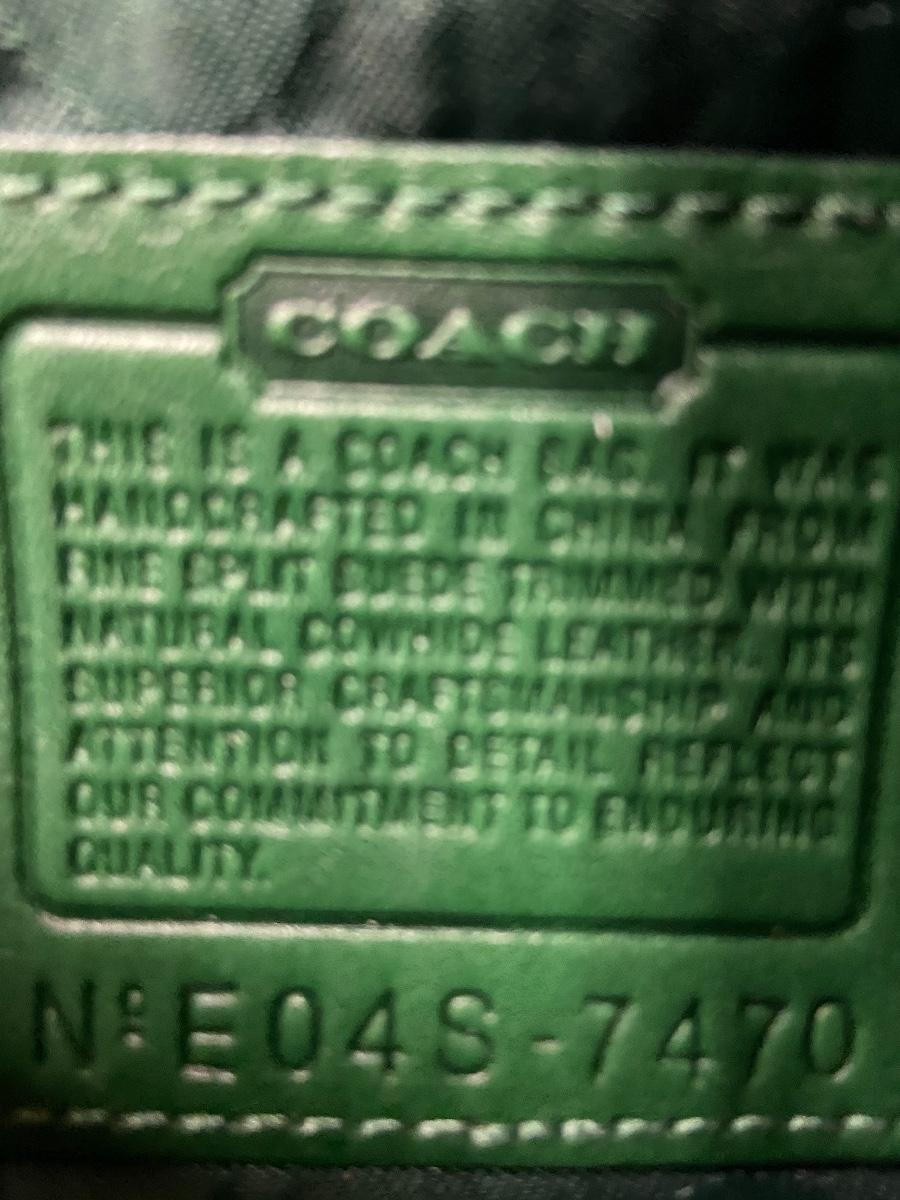 COACH
THIS IS A COACH BAG. IT WAS
HANDCRAFTED IN CHINA FROM
FINE SPLIT SUEDE TRIMMED WITH
NATURAL COWHIDE LEATHER. ITS
SUPERIOR CRAFTSMANSHIP AND
ATTENTION TO DETAIL REFLECT
OUR COMMITMENT TO ENDURING
QUALITY.
Nº E04S-7470